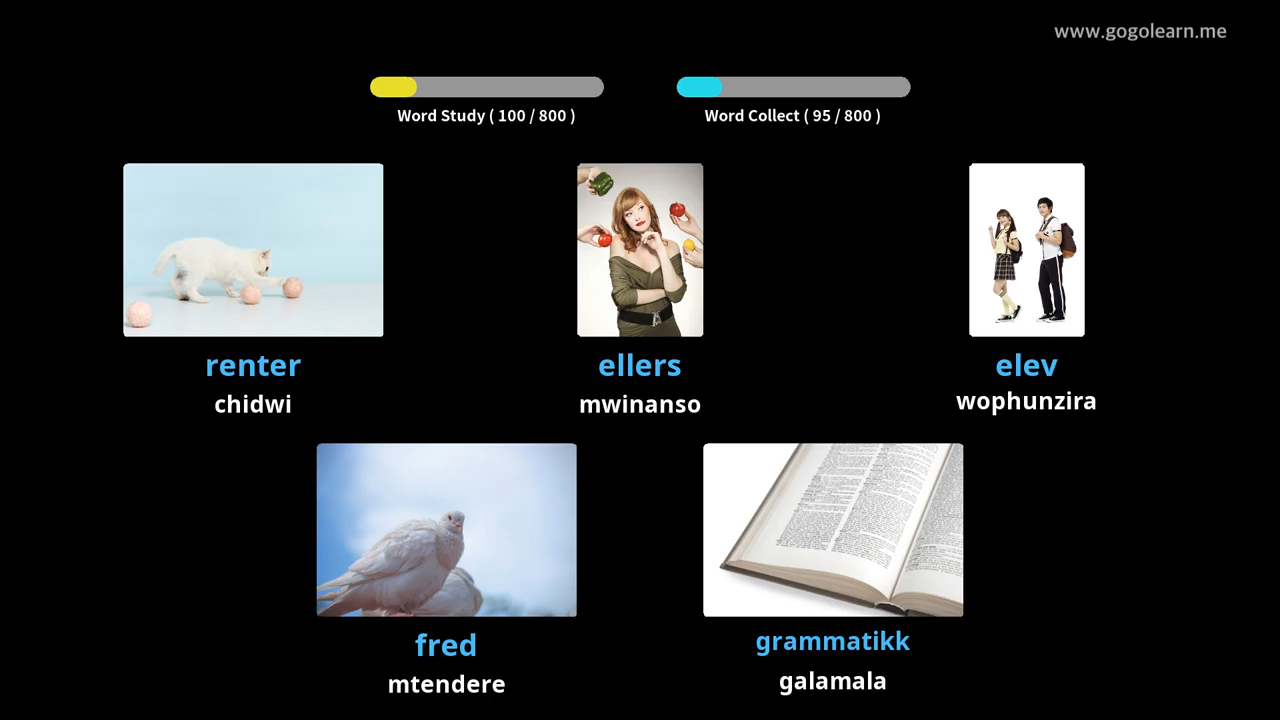 www.gogolearn.me
Word Study ( 100 / 800 )
Word Collect ( 95 / 800 )
renter
chidwi
ellers
mwinanso
elev
wophunzira
fred
mtendere
grammatikk
galamala